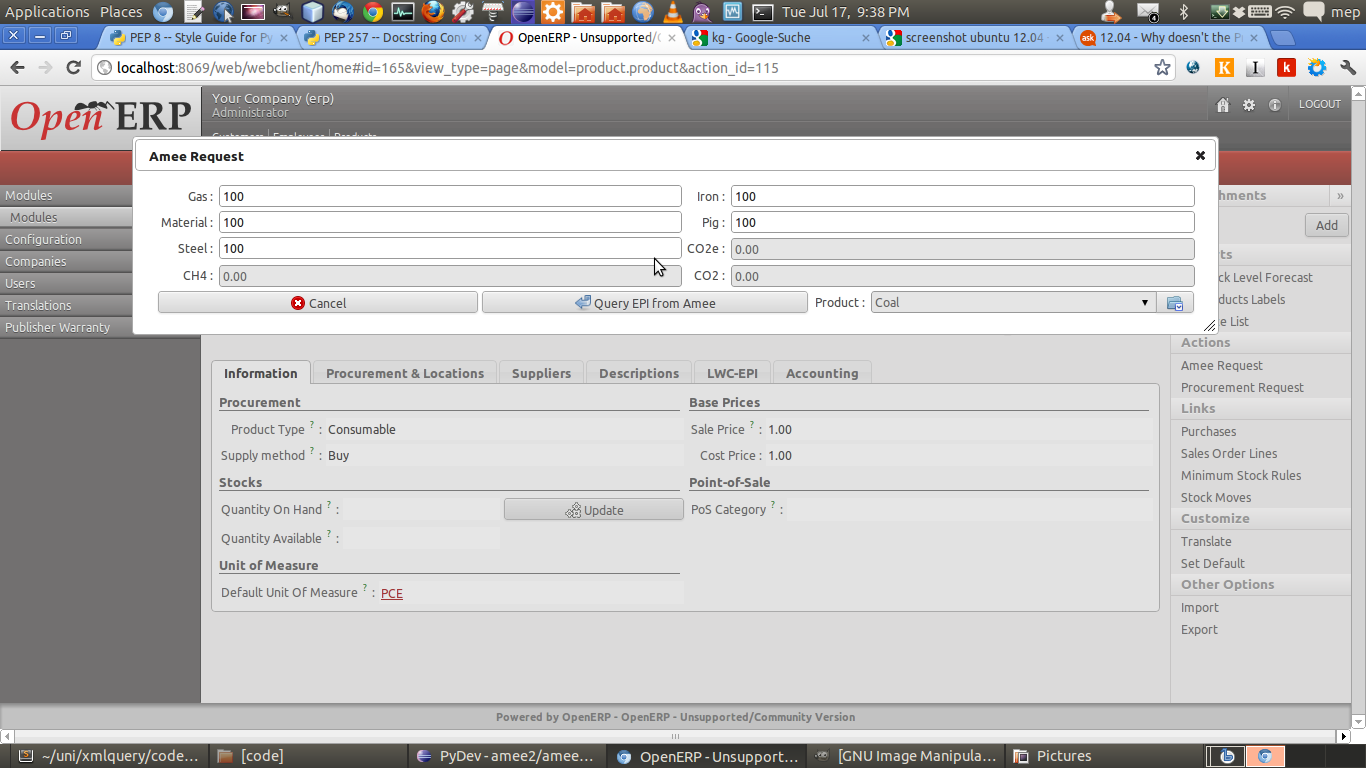 Applications Places Tue Jul 17, 9:38 PM 4 mep
PEP 8 -- Style Guide for Py
PEP 257 -- Docstring Conv
OpenERP - Unsupported/C
kg - Google-Suche
screenshot ubuntu 12.04 -
12.04 - Why doesn't the P
localhost:8069/web/webclient/home#id=165&view_type=page&model=product.product&action_id=115
Open ERP
Your Company (erp)
Administrator
LOGOUT
Customers Employees Products
Amee Request
Gas : 100 Iron : 100
Material : 100 Pig : 100
Steel : 100 CO2e : 0.00
CH4 : 0.00 CO2 : 0.00
Cancel Query EPI from Amee Product : Coal
Modules
Modules
Configuration
Companies
Users
Translations
Publisher Warranty
Information Procurement & Locations Suppliers Descriptions LWC-EPI Accounting
Procurement Base Prices
Product Type ? : Consumable Sale Price ? : 1.00
Supply method ? : Buy Cost Price : 1.00
Stocks Point-of-Sale
Quantity On Hand ? : Update PoS Category ? :
Quantity Available ? :
Unit of Measure
Default Unit Of Measure ? : PCE
hments »
Add
ts
ck Level Forecast
ducts Labels
e List
Actions
Amee Request
Procurement Request
Links
Purchases
Sales Order Lines
Minimum Stock Rules
Stock Moves
Customize
Translate
Set Default
Other Options
Import
Export
Powered by OpenERP - OpenERP - Unsupported/Community Version
~/uni/xmlquery/code... [code] PyDev - amee2/amee... OpenERP - Unsupport... [GNU Image Manipula... Pictures